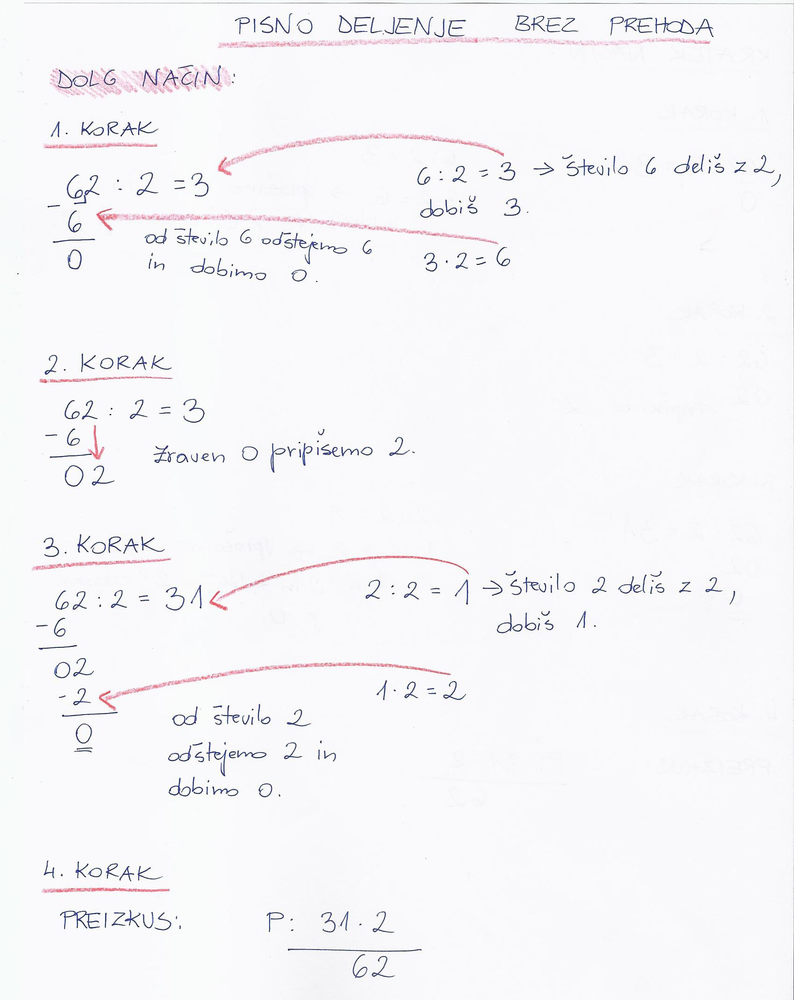 PISNO DELJENJE BREZ PREHODA
DOLG NAČIN:
1. KORAK
62 : 2 = 3
- 6
0
6 : 2 = 3 → število 6 deliš z 2,
dobiš 3.
3 · 2 = 6
od število 6 odštejemo 6
in dobimo 0.
2. KORAK
62 : 2 = 3
- 6
02
Zraven 0 pripišemo 2.
3. KORAK
62 : 2 = 31
- 6
02
- 2
0
2 : 2 = 1 → število 2 deliš z 2,
dobiš 1.
1 · 2 = 2
od število 2
odštejemo 2 in
dobimo 0.
4. KORAK
PREIZKUS: P: 31 · 2
62